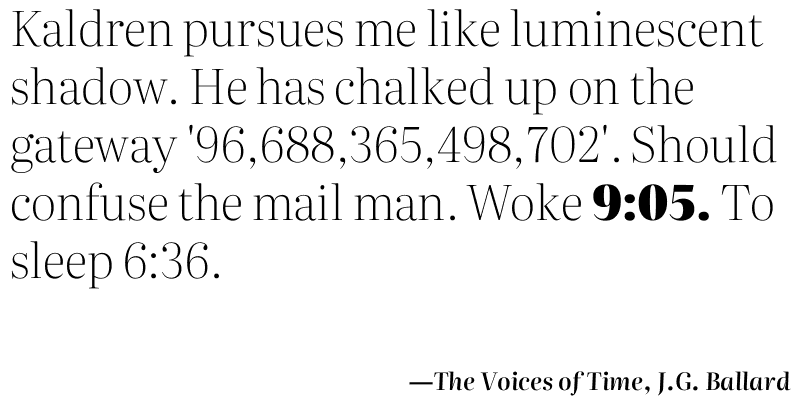 Kaldren pursues me like luminescent
shadow. He has chalked up on the
gateway '96,688,365,498,702'. Should
confuse the mail man. Woke 9:05. To
sleep 6:36.
—The Voices of Time, J.G. Ballard